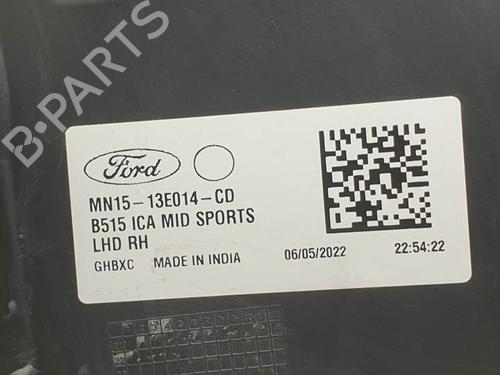 B-PARTS
Ford
MN15-13E014-CD
B515 ICA MID SPORTS
LHD RH
GHBXC MADE IN INDIA 06/05/2022 22:54:22